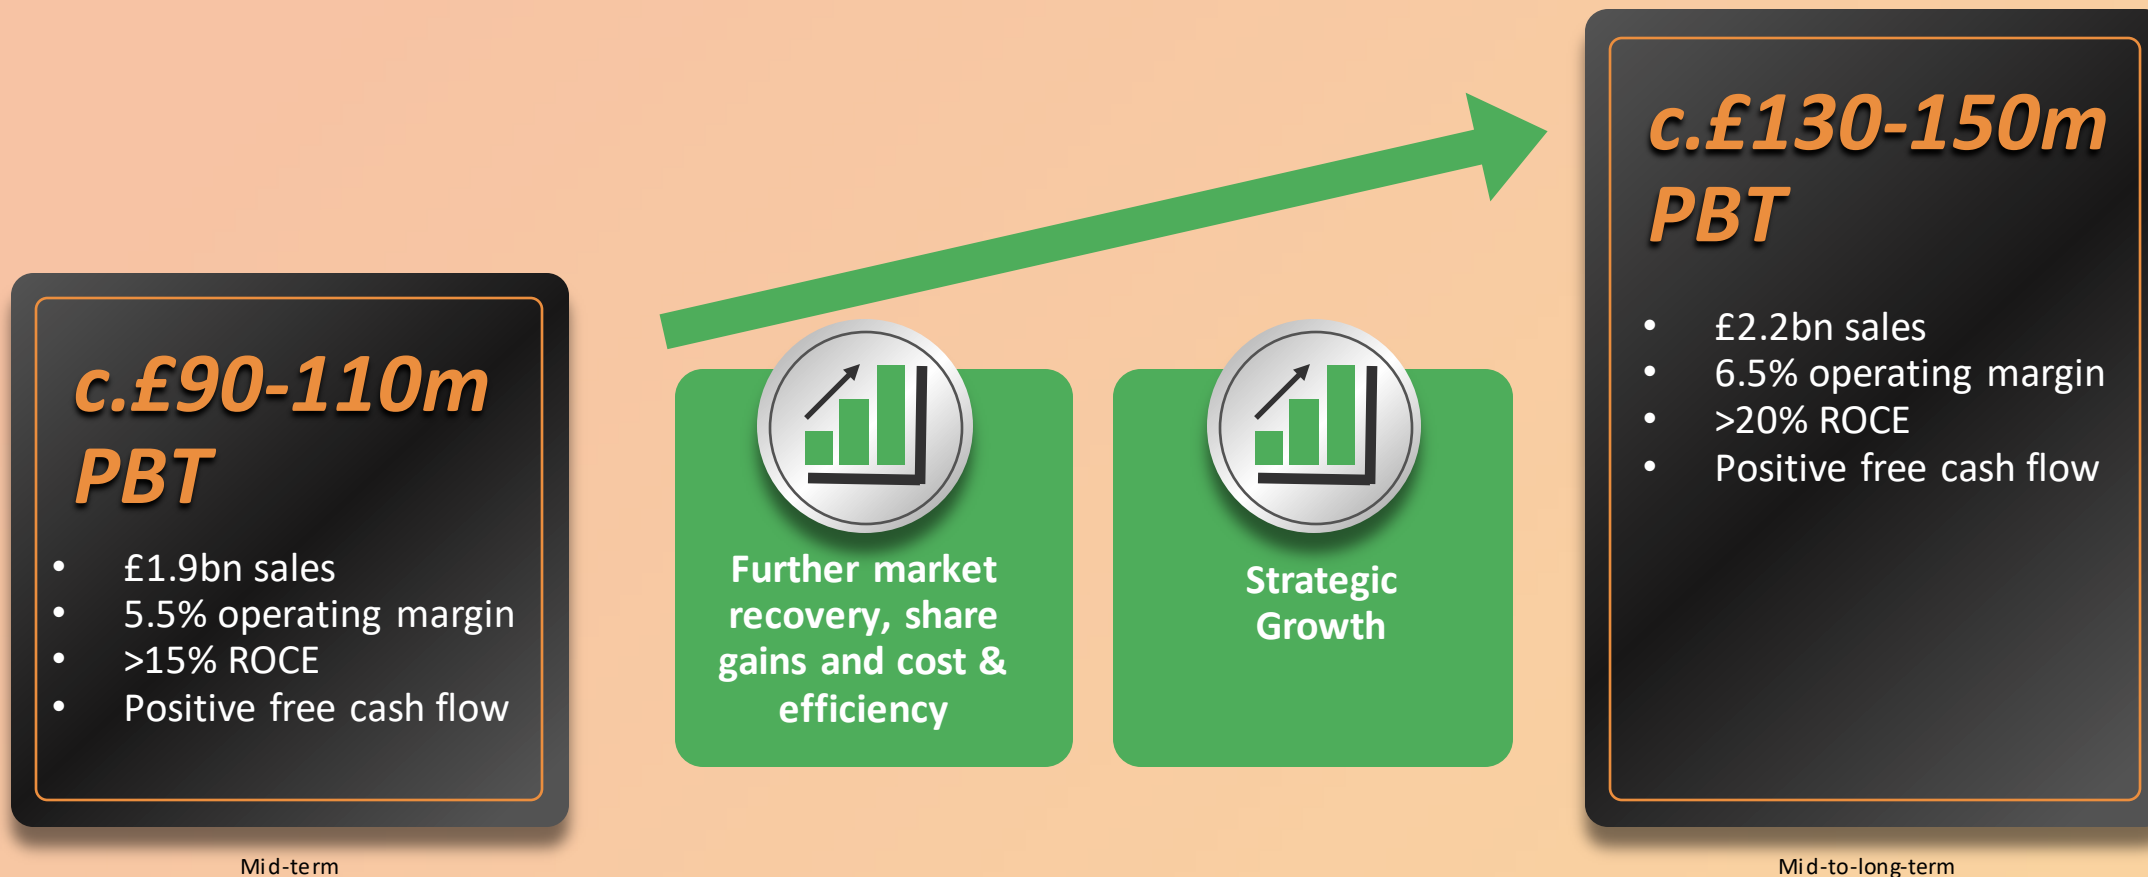 c.£90-110m
PBT
• £1.9bn sales
• 5.5% operating margin
• >15% ROCE
• Positive free cash flow
Mid-term
Further market
recovery, share
gains and cost &
efficiency
Strategic
Growth
c.£130-150m
PBT
• £2.2bn sales
• 6.5% operating margin
• >20% ROCE
• Positive free cash flow
Mid-to-long-term